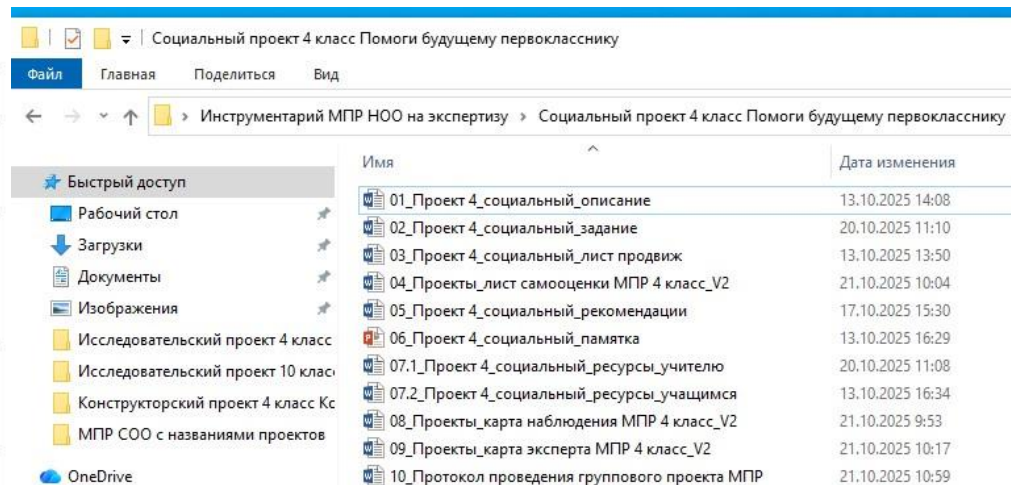 Социальный проект 4 класс Помоги будущему первокласснику
Файл Главная Поделиться Вид
Инструментарий МПР НОО на экспертизу › Социальный проект 4 класс Помоги будущему первокласснику
Имя Дата изменения
Быстрый доступ
Рабочий стол
Загрузки
Документы
Изображения
Исследовательский проект 4 класс
Исследовательский проект 10 клас
Конструкторский проект 4 класс Кс
МПР СОО с названиями проектов
OneDrive
01_Проект 4_социальный_описание 13.10.2025 14:08
02_Проект 4_социальный_задание 20.10.2025 11:10
03_Проект 4_социальный_лист продвиж 13.10.2025 13:50
04_Проекты_лист самооценки МПР 4 класс_V2 21.10.2025 10:04
05_Проект 4_социальный_рекомендации 17.10.2025 15:30
06_Проект 4_социальный_памятка 13.10.2025 16:29
07.1_Проект 4_социальный_ресурсы_учителю 20.10.2025 11:08
07.2_Проект 4_социальный_ресурсы_учащимся 13.10.2025 16:34
08_Проекты_карта наблюдения МПР 4 класс_V2 21.10.2025 9:53
09_Проекты_карта эксперта МПР 4 класс_V2 21.10.2025 10:17
10_Протокол проведения группового проекта МПР 21.10.2025 10:59